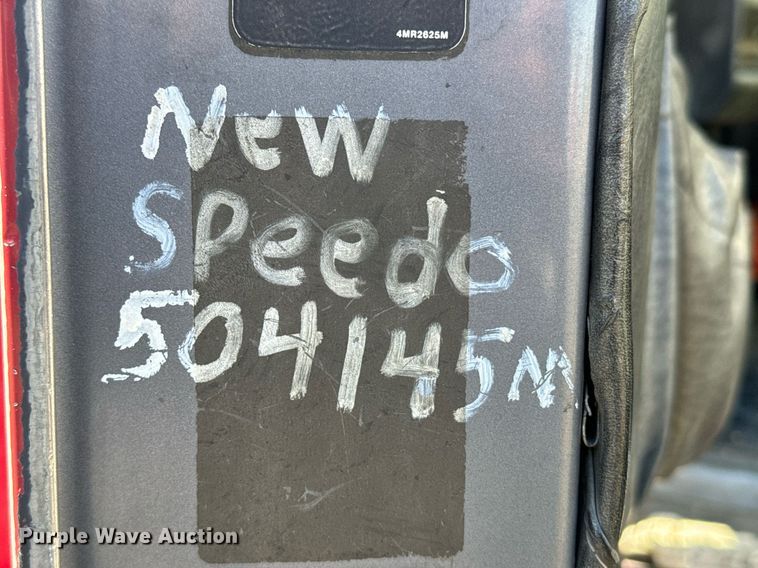 4MR2625M
New
Speedo
504145M
Purple Wave Auction